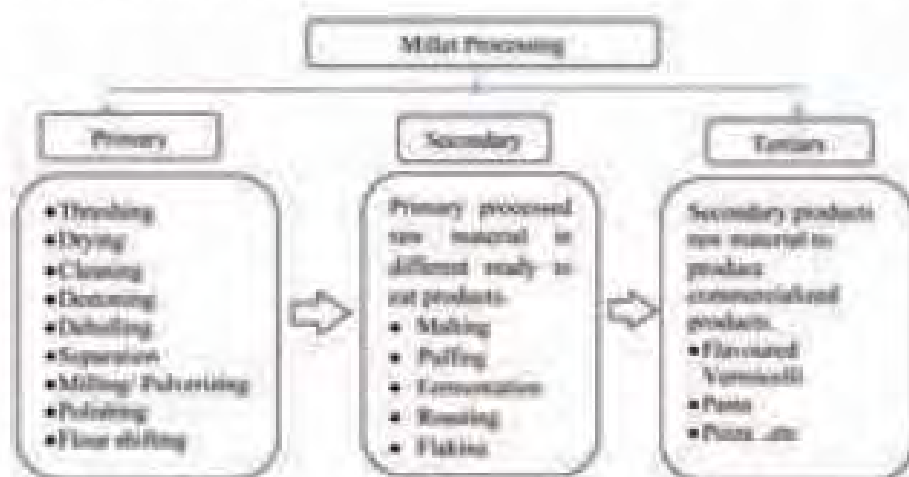 Millet Processing
Primary
Secondary
Tertiary
•Threshing
•Drying
•Cleaning
•Destoning
•Dehulling
•Separation
•Milling/ Pulverizing
•Polishing
•Flour shifting
Primary processed
raw material in
different ready to
eat products.
• Malting
• Puffing
• Fermentation
• Roasting
• Flaking
Secondary products
raw material to
produce
commercialized
products.
•Flavoured
Vermicelli
•Pasta
•Pizza ..etc